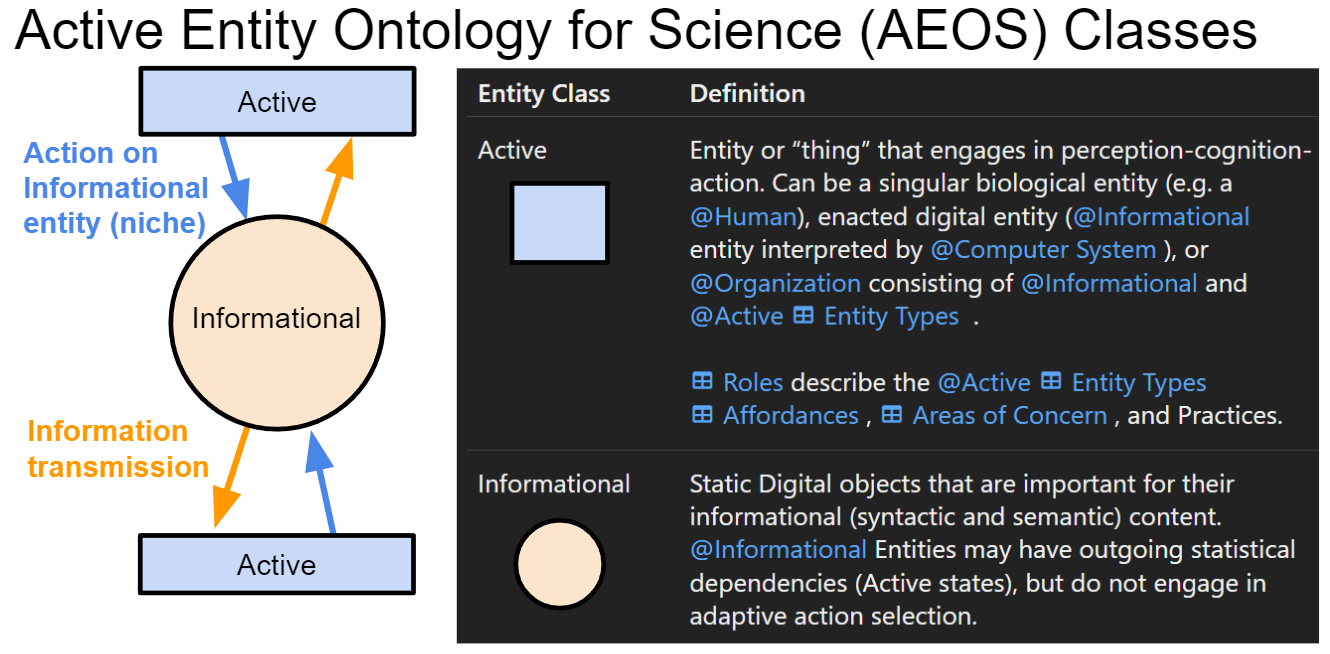 Active Entity Ontology for Science (AEOS) Classes
Active
Action on
Informational
entity (niche)
Informational
Information
transmission
Active
Entity Class
Definition
Active
Entity or “thing” that engages in perception-cognition-
action. Can be a singular biological entity (e.g. a
@Human), enacted digital entity (@Informational
entity interpreted by @Computer System ), or
@Organization consisting of @Informational and
@Active Entity Types .
Roles describe the @Active Entity Types
Affordances , Areas of Concern , and Practices.
Informational
Static Digital objects that are important for their
informational (syntactic and semantic) content.
@Informational Entities may have outgoing statistical
dependencies (Active states), but do not engage in
adaptive action selection.